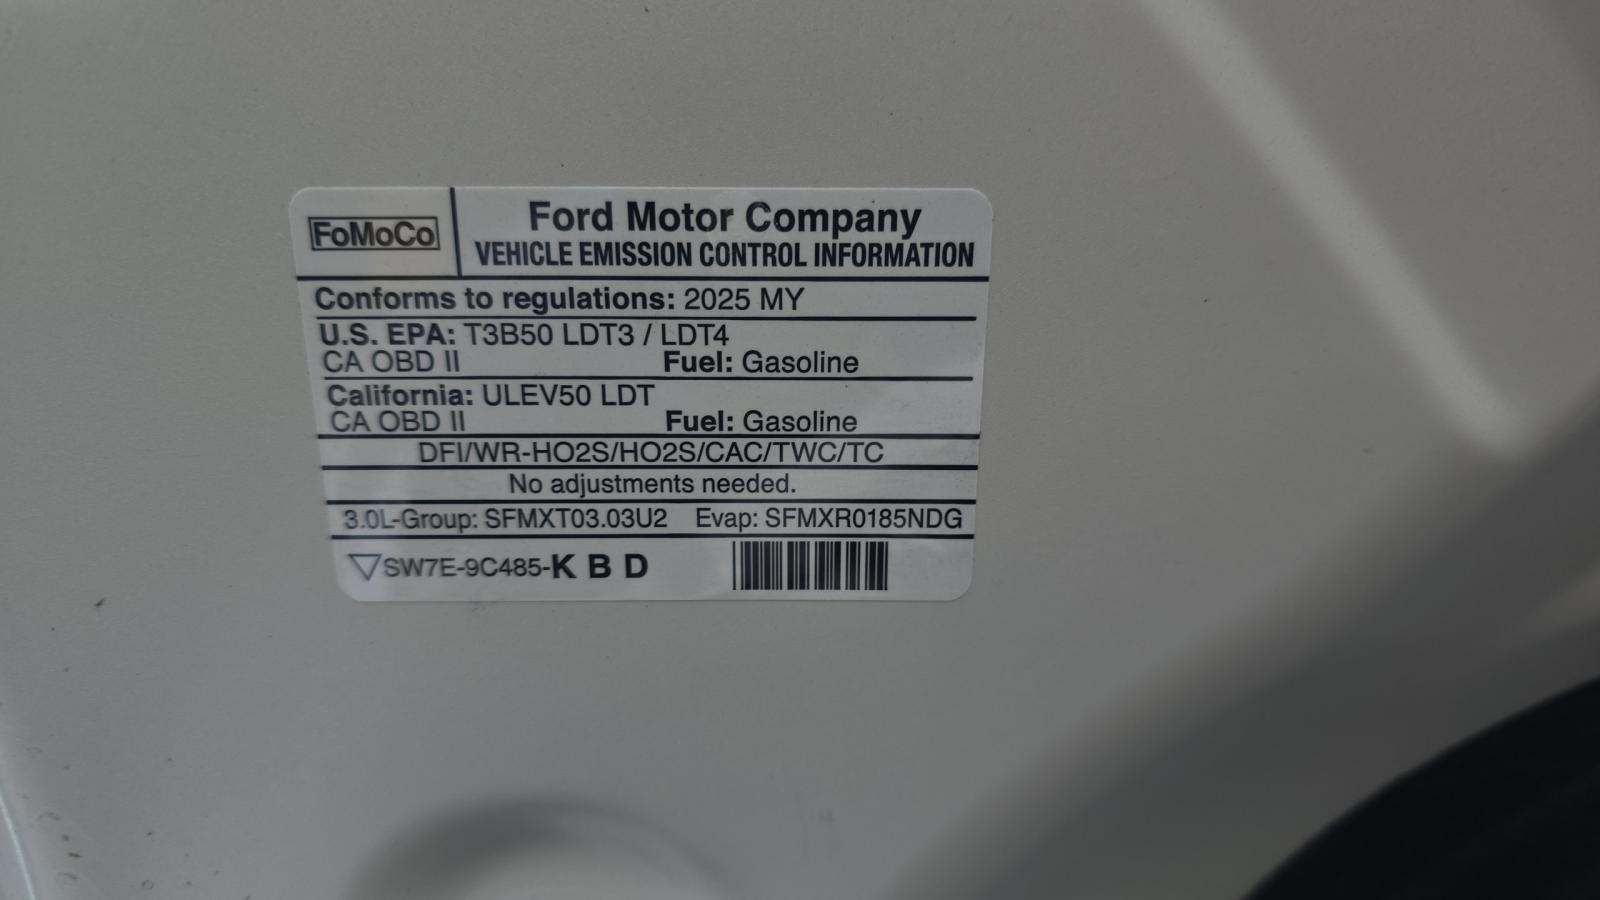 FoMoCo
Ford Motor Company
VEHICLE EMISSION CONTROL INFORMATION
Conforms to regulations: 2025 MY
U.S. EPA: T3B50 LDT3 / LDT4
CA OBD II Fuel: Gasoline
California: ULEV50 LDT
CA OBD II Fuel: Gasoline
DFI/WR-HO2S/HO2S/CAC/TWC/TC
No adjustments needed.
3.0L-Group: SFMXT03.03U2 Evap: SFMXR0185NDG
SW7E-9C485-K B D